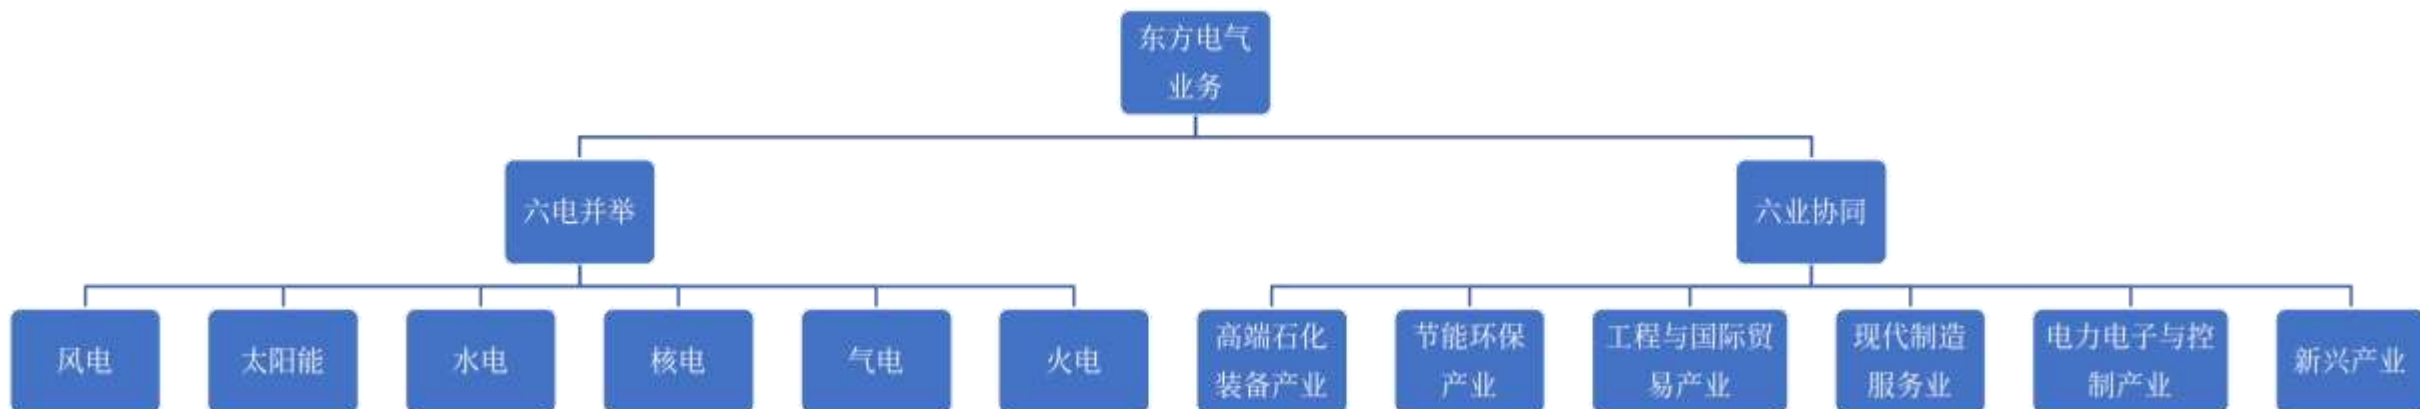 东方电气
业务
六电并举
六业协同
风电
太阳能
水电
核电
气电
火电
高端石化
装备产业
节能环保
产业
工程与国际贸
易产业
现代制造
服务业
电力电子与控
制产业
新兴产业